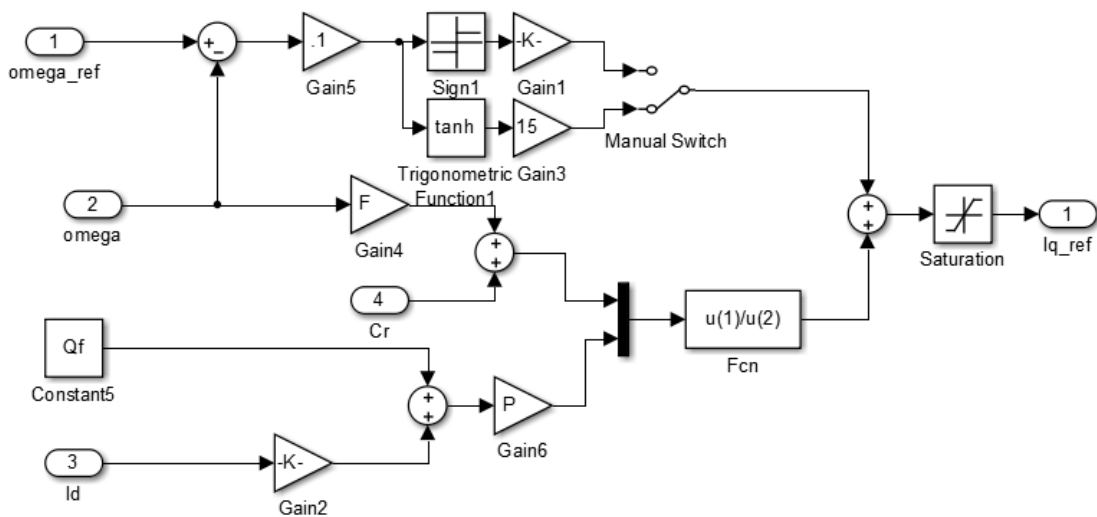 1
omega_ref
+
−
.1
Gain5
Sign1
-K-
Gain1
tanh
Trigonometric
Function1
15
Gain3
Manual Switch
2
omega
F
Gain4
+
+
4
Cr
Qf
Constant5
+
+
P
Gain6
3
Id
-K-
Gain2
u(1)/u(2)
Fcn
+
+
Saturation
1
Iq_ref